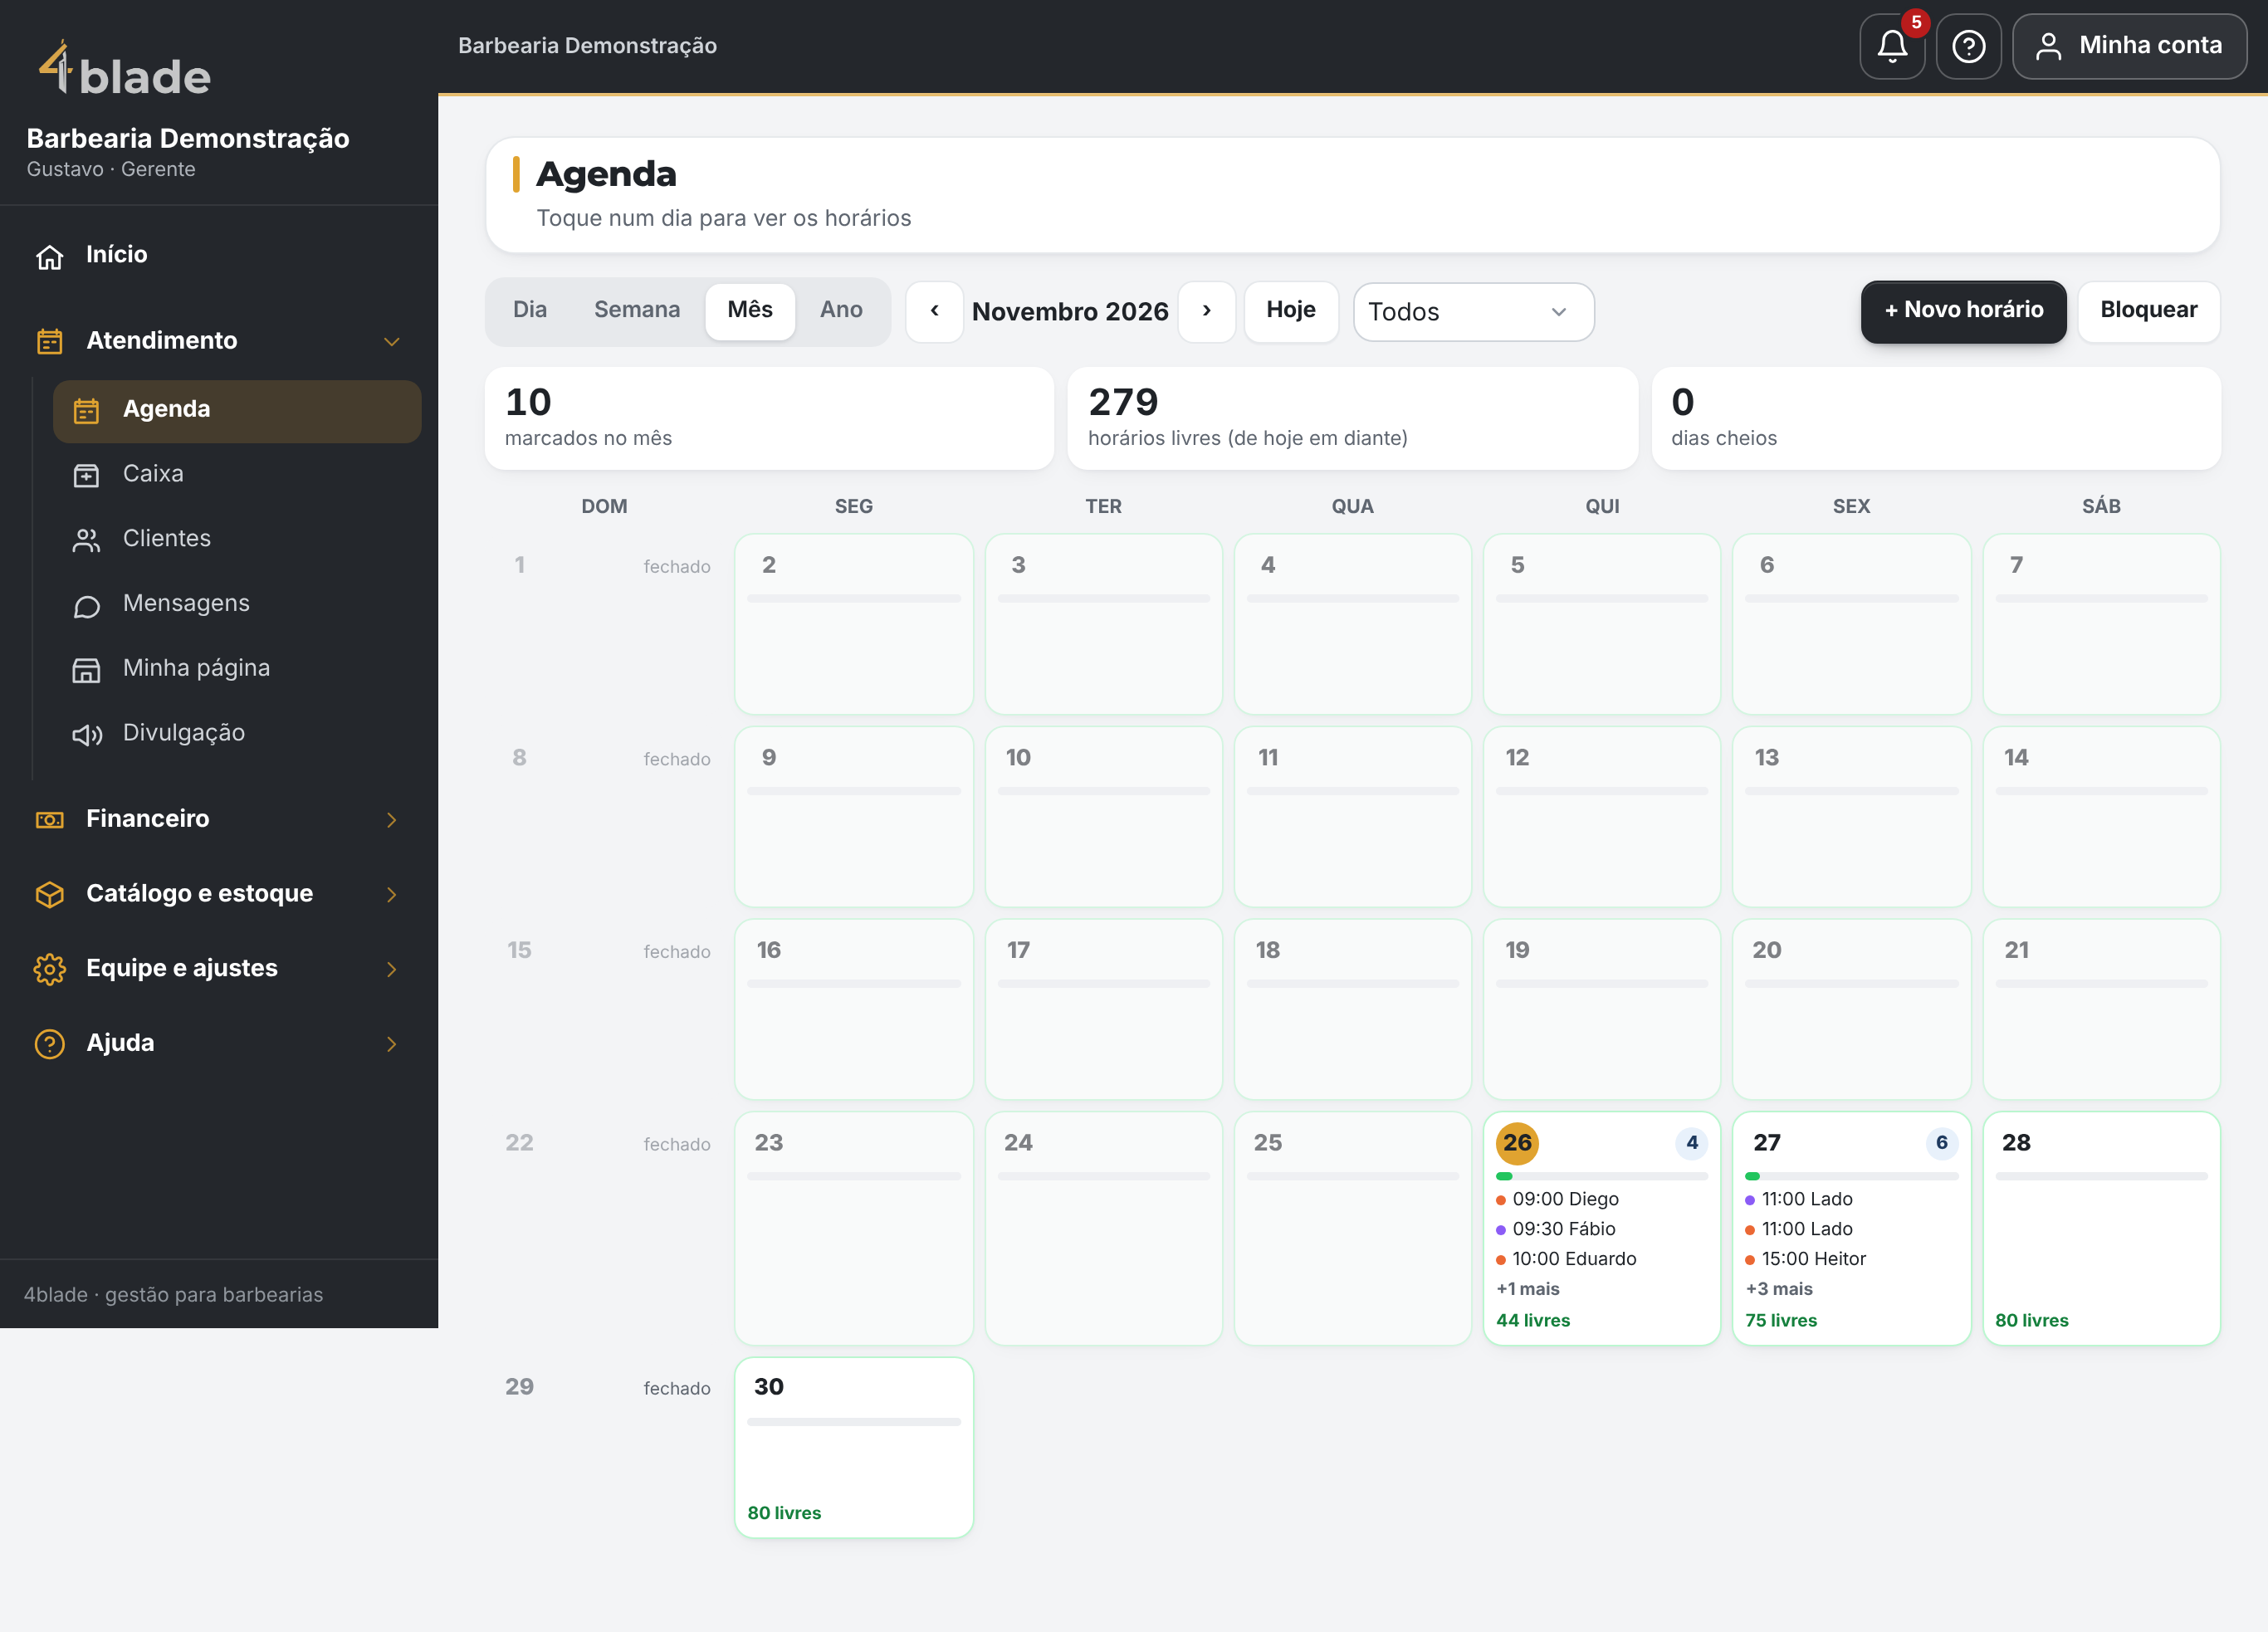 4blade
Barbearia Demonstração
Gustavo · Gerente
Início
Atendimento
Agenda
Caixa
Clientes
Mensagens
Minha página
Divulgação
Financeiro
Catálogo e estoque
Equipe e ajustes
Ajuda
4blade · gestão para barbearias
Barbearia Demonstração
5
Minha conta
Agenda
Toque num dia para ver os horários
Dia Semana Mês Ano ‹ Novembro 2026 › Hoje Todos + Novo horário Bloquear
10
marcados no mês
279
horários livres (de hoje em diante)
0
dias cheios
DOM SEG TER QUA QUI SEX SÁB
1 fechado 2 3 4 5 6 7
8 fechado 9 10 11 12 13 14
15 fechado 16 17 18 19 20 21
22 fechado 23 24 25
26 4
09:00 Diego
09:30 Fábio
10:00 Eduardo
+1 mais
44 livres
27 6
11:00 Lado
11:00 Lado
15:00 Heitor
+3 mais
75 livres
28
80 livres
29 fechado 30
80 livres